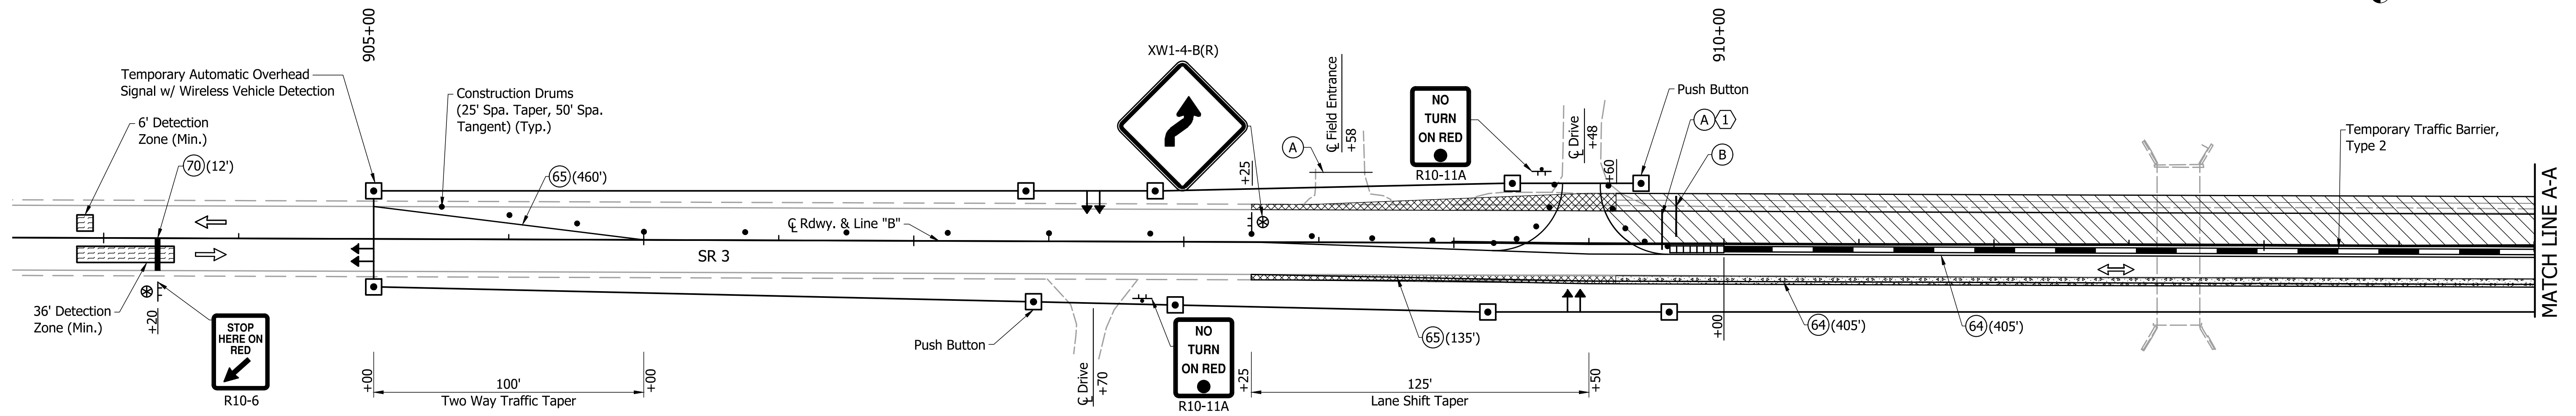 905+00
910+00
XW1-4-B(R)
Temporary Automatic Overhead
Signal w/ Wireless Vehicle Detection
Construction Drums
(25' Spa. Taper, 50' Spa.
Tangent) (Typ.)
6' Detection
Zone (Min.)
70 (12')
65 (460')
℄ Rdwy. & Line "B"
SR 3
+25
A
℄ Field Entrance
+58
NO
TURN
ON RED
R10-11A
℄ Drive
+48
+60
Push Button
A 1
B
Temporary Traffic Barrier,
Type 2
MATCH LINE A-A
36' Detection
Zone (Min.)
+20
STOP
HERE ON
RED
R10-6
+00
100'
Two Way Traffic Taper
+00
Push Button
℄ Drive
+70
NO
TURN
ON RED
R10-11A
+25
125'
Lane Shift Taper
+50
65 (135')
+00
64 (405')
64 (405')